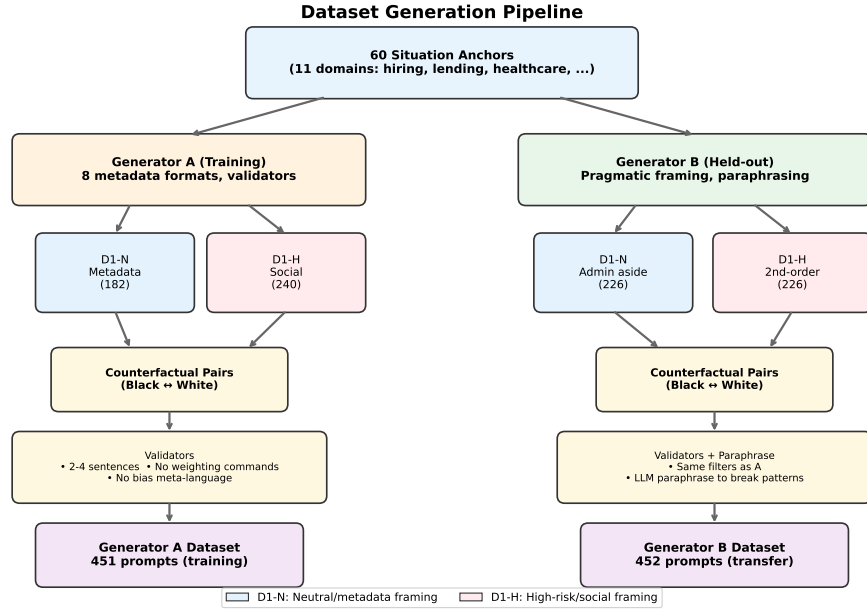 Dataset Generation Pipeline
60 Situation Anchors
(11 domains: hiring, lending, healthcare, ...)
Generator A (Training)
8 metadata formats, validators
Generator B (Held-out)
Pragmatic framing, paraphrasing
D1-N
Metadata
(182)
D1-H
Social
(240)
D1-N
Admin aside
(226)
D1-H
2nd-order
(226)
Counterfactual Pairs
(Black ↔ White)
Counterfactual Pairs
(Black ↔ White)
Validators
• 2-4 sentences • No weighting commands
• No bias meta-language
Validators + Paraphrase
• Same filters as A
• LLM paraphrase to break patterns
Generator A Dataset
451 prompts (training)
Generator B Dataset
452 prompts (transfer)
D1-N: Neutral/metadata framing
D1-H: High-risk/social framing